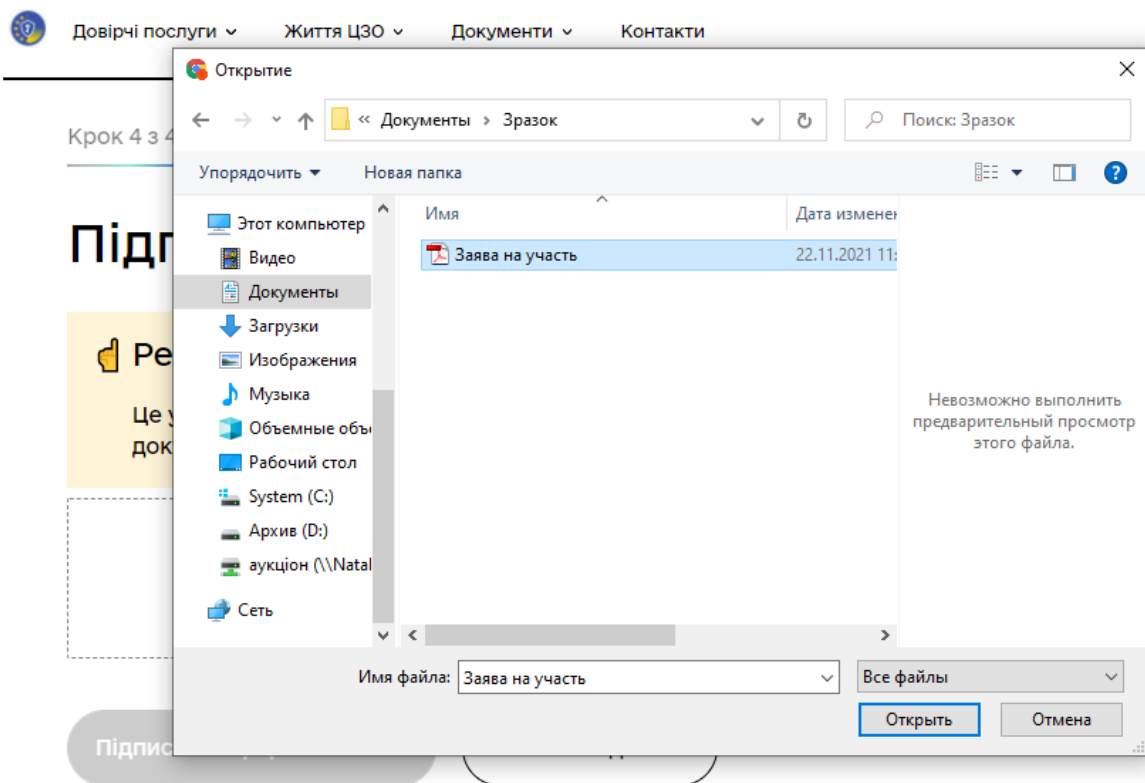 Довірчі послуги Життя ЦЗО Документи Контакти
Открытие
« Документы › Зразок
Поиск: Зразок
Крок 4 з 4
Упорядочить Новая папка
Имя Дата изменен
Заява на участь 22.11.2021 11:
Этот компьютер
Видео
Документы
Загрузки
Изображения
Музыка
Объемные объ
Рабочий стол
System (C:)
Архив (D:)
аукціон (\\Natal
Сеть
Невозможно выполнить
предварительный просмотр
этого файла.
Підп
Ре
Це у
док
Имя файла: Заява на участь Все файлы
Открыть Отмена
Підпис